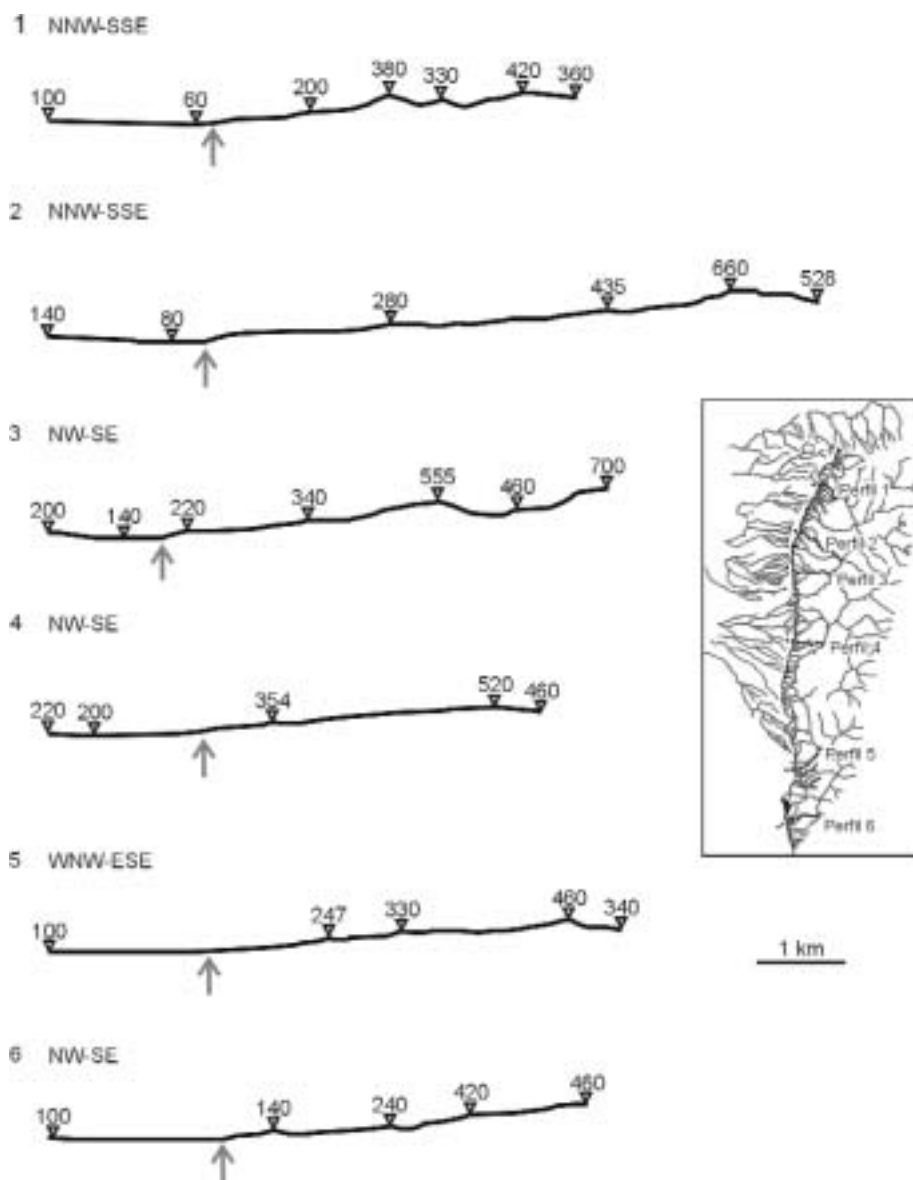 1 NNW-SSE
100 60 200 380 330 420 360
2 NNW-SSE
140 80 280 435 660 528
3 NW-SE
200 140 220 340 555 460 700
4 NW-SE
220 200 354 520 460
5 WNW-ESE
100 247 330 460 340
6 NW-SE
100 140 240 420 460
Perfil 1
Perfil 2
Perfil 3
Perfil 4
Perfil 5
Perfil 6
1 km